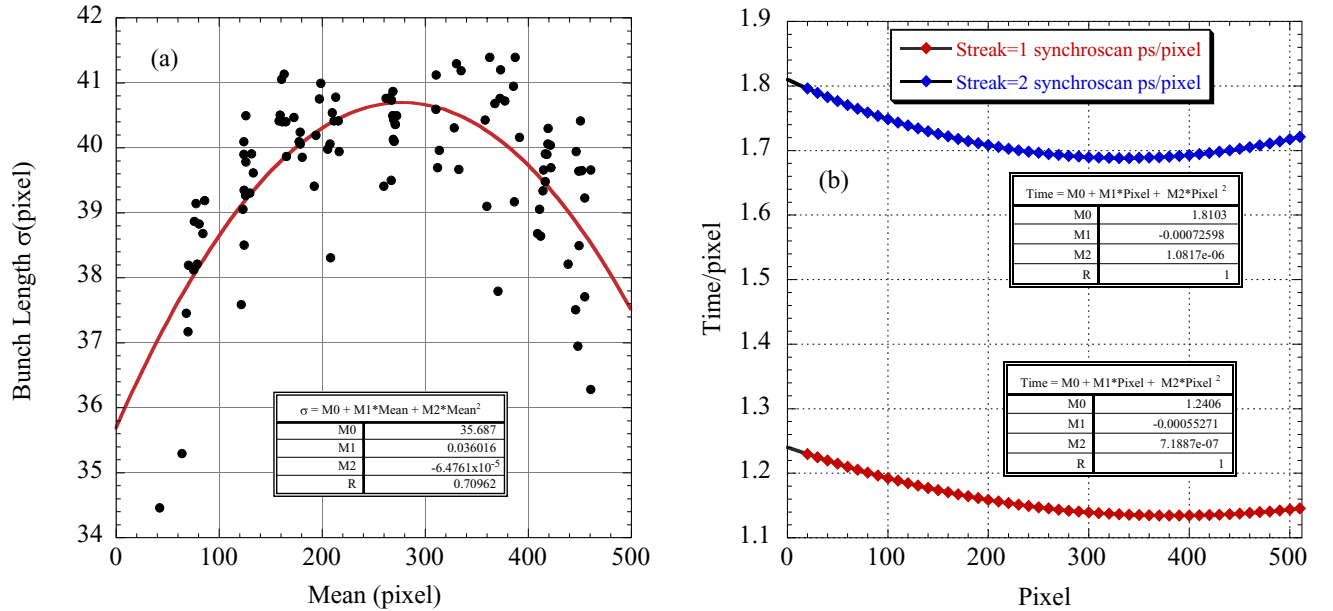 (a)
Bunch Length σ(pixel)
42
41
40
39
38
37
36
35
34
σ = M0 + M1*Mean + M2*Mean²
M0 35.687
M1 0.036016
M2 -6.4761x10⁻⁵
R 0.70962
0 100 200 300 400 500
Mean (pixel)
(b)
Time/pixel
1.9
1.8
1.7
1.6
1.5
1.4
1.3
1.2
1.1
Streak=1 synchroscan ps/pixel
Streak=2 synchroscan ps/pixel
Time = M0 + M1*Pixel + M2*Pixel ²
M0 1.8103
M1 -0.00072598
M2 1.0817e-06
R 1
Time = M0 + M1*Pixel + M2*Pixel ²
M0 1.2406
M1 -0.00055271
M2 7.1887e-07
R 1
0 100 200 300 400 500
Pixel